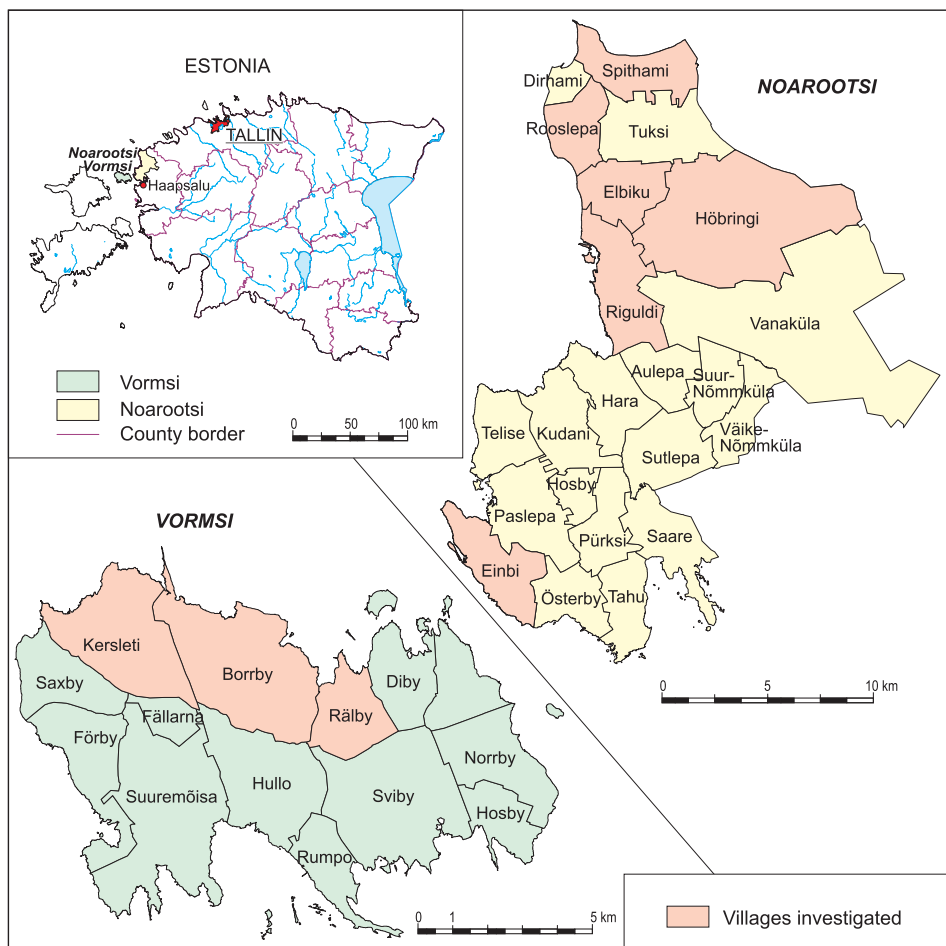 ESTONIA
TALLIN
Noarootsi
Vormsi
Haapsalu
Vormsi
Noarootsi
County border
0 50 100 km
NOAROOTSI
Spithami
Dirhami
Rooslepa
Tuksi
Elbiku
Höbringi
Riguldi
Vanaküla
Aulepa
Suur-
Nõmmküla
Hara
Väike-
Nõmmküla
Telise
Kudani
Sutlepa
Hosby
Paslepa
Pürksi
Saare
Einbi
Österby
Tahu
0 5 10 km
VORMSI
Kersleti
Borrby
Saxby
Diby
Rälby
Fällarna
Förby
Norrby
Hullo
Suuremõisa
Sviby
Hosby
Rumpo
0 1 5 km
Villages investigated